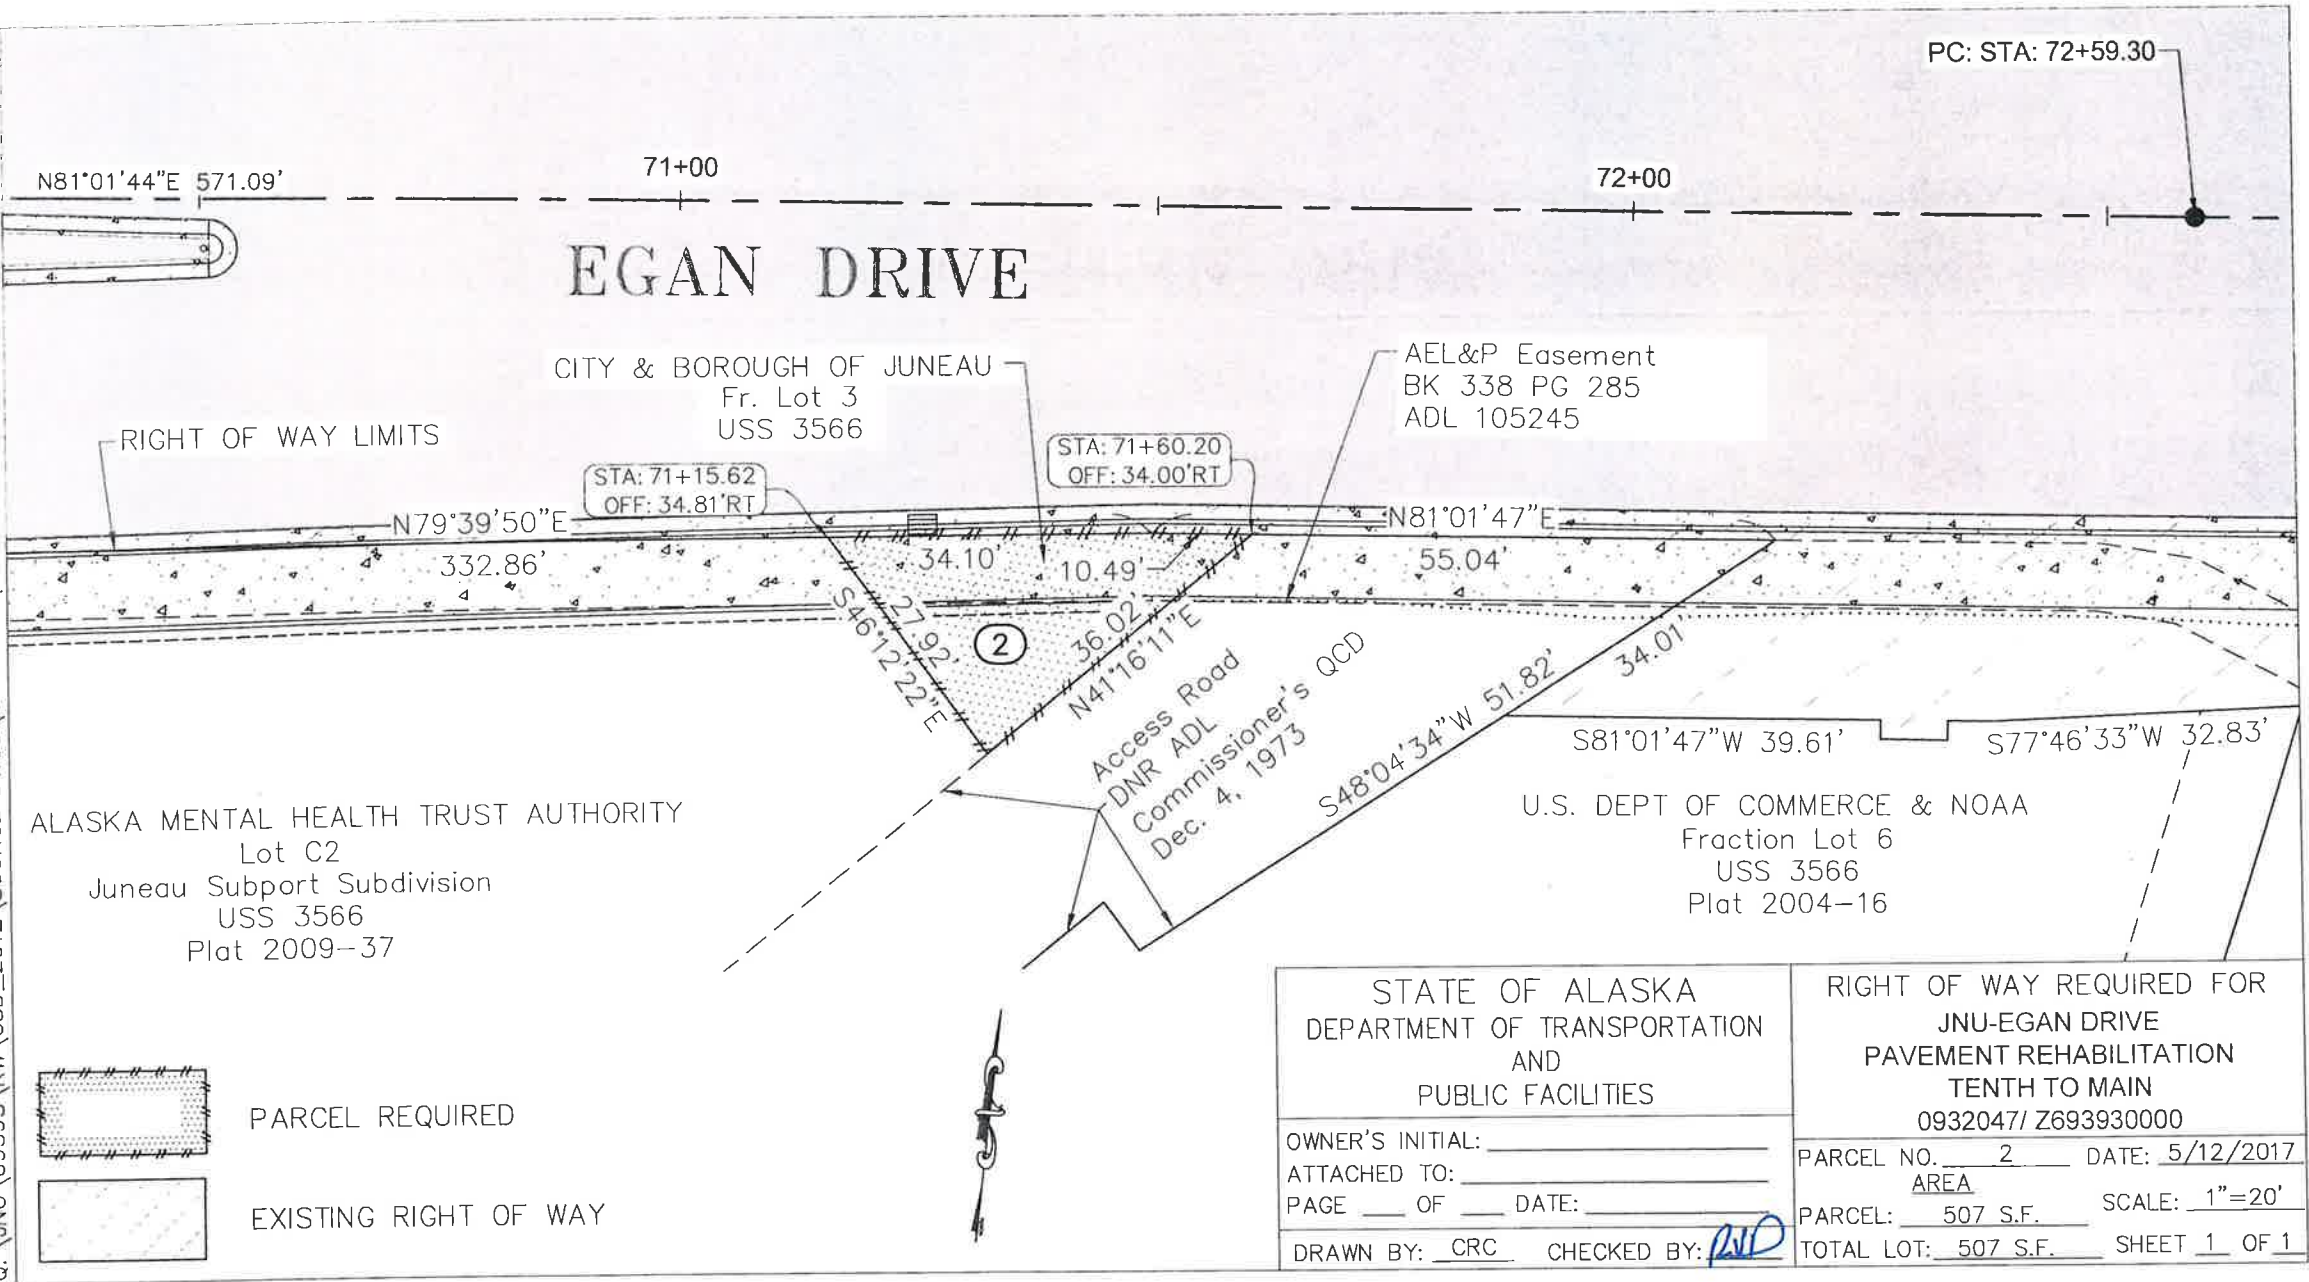 PC: STA: 72+59.30
N81°01'44"E 571.09'
71+00
72+00
EGAN DRIVE
CITY & BOROUGH OF JUNEAU
Fr. Lot 3
USS 3566
AEL&P Easement
BK 338 PG 285
ADL 105245
RIGHT OF WAY LIMITS
STA: 71+15.62
OFF: 34.81'RT
STA: 71+60.20
OFF: 34.00'RT
N79°39'50"E
332.86'
34.10'
10.49'
N81°01'47"E
55.04'
27.92'
S46°12'22"E
2
36.02'
N41°16'11"E
Access Road
DNR ADL
Commissioner's QCD
Dec. 4, 1973
S48°04'34"W 51.82'
34.01'
S81°01'47"W 39.61'
S77°46'33"W 32.83'
ALASKA MENTAL HEALTH TRUST AUTHORITY
Lot C2
Juneau Subport Subdivision
USS 3566
Plat 2009-37
U.S. DEPT OF COMMERCE & NOAA
Fraction Lot 6
USS 3566
Plat 2004-16
PARCEL REQUIRED
EXISTING RIGHT OF WAY
STATE OF ALASKA
DEPARTMENT OF TRANSPORTATION
AND
PUBLIC FACILITIES
OWNER'S INITIAL:
ATTACHED TO:
PAGE OF DATE:
DRAWN BY: CRC CHECKED BY: RVD
RIGHT OF WAY REQUIRED FOR
JNU-EGAN DRIVE
PAVEMENT REHABILITATION
TENTH TO MAIN
0932047/ Z693930000
PARCEL NO. 2 DATE: 5/12/2017
AREA
PARCEL: 507 S.F. SCALE: 1"=20'
TOTAL LOT: 507 S.F. SHEET 1 OF 1